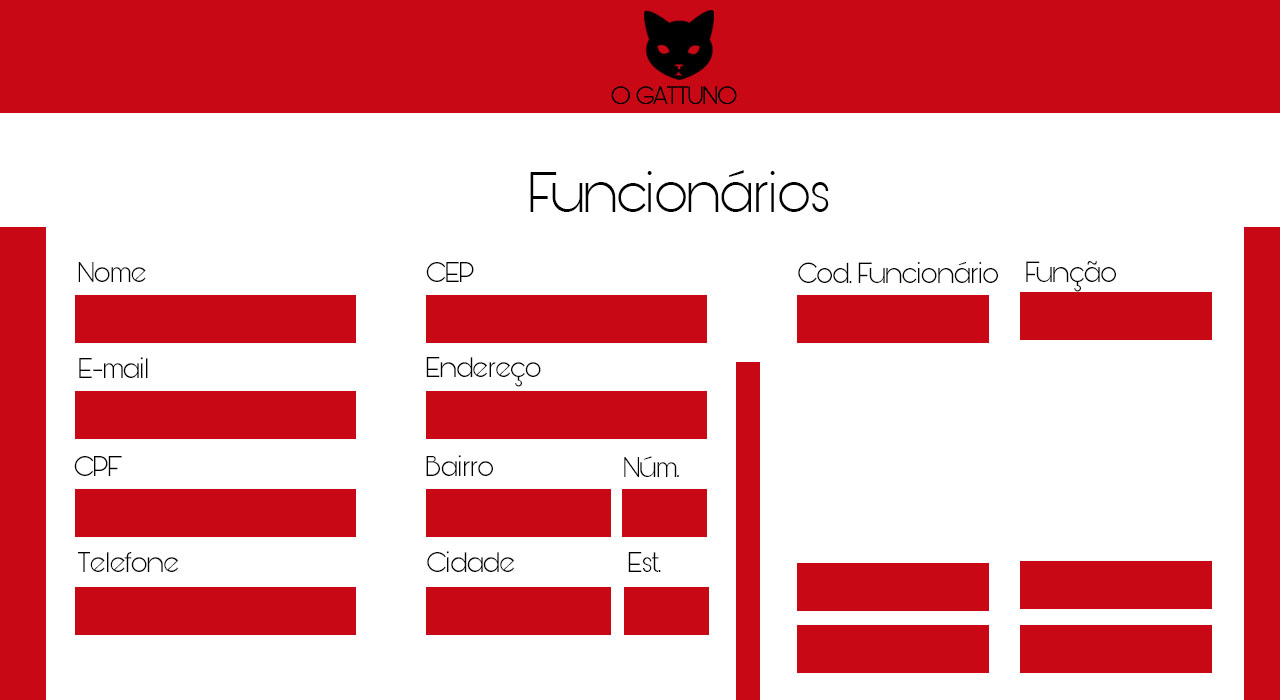 O GATTUNO
Funcionários
Nome
CEP
Cod. Funcionário
Função
E-mail
Endereço
CPF
Bairro
Núm.
Telefone
Cidade
Est.